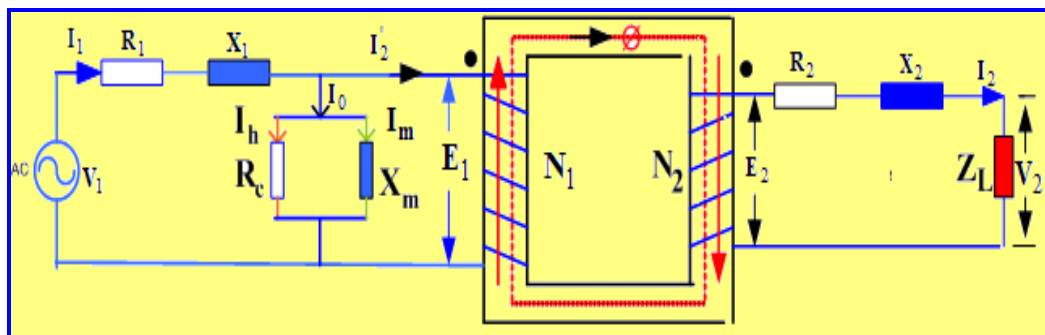 I1 R1 X1 I'2 R2 X2 I2
I0
Ih Im
AC V1 Rc Xm E1 N1 N2 E2 ZL V2